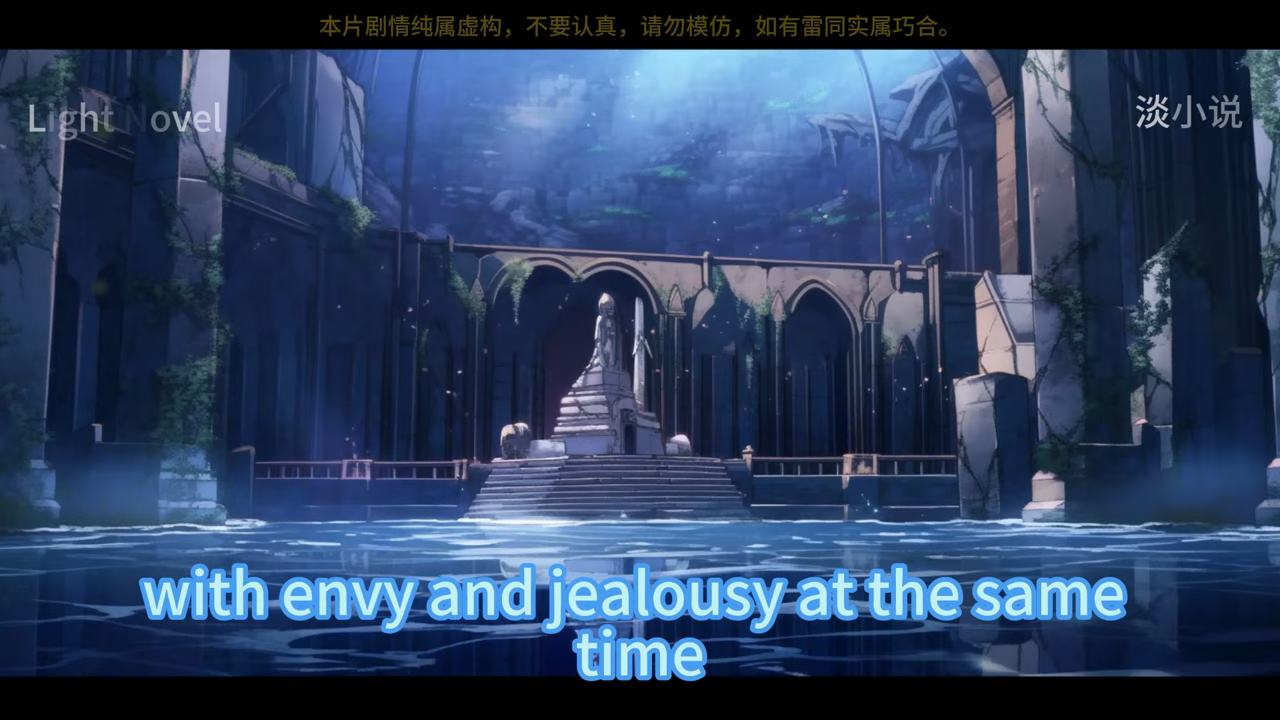 本片剧情纯属虚构，不要认真，请勿模仿，如有雷同实属巧合。
Light Novel
淡小说
with envy and jealousy at the same
time